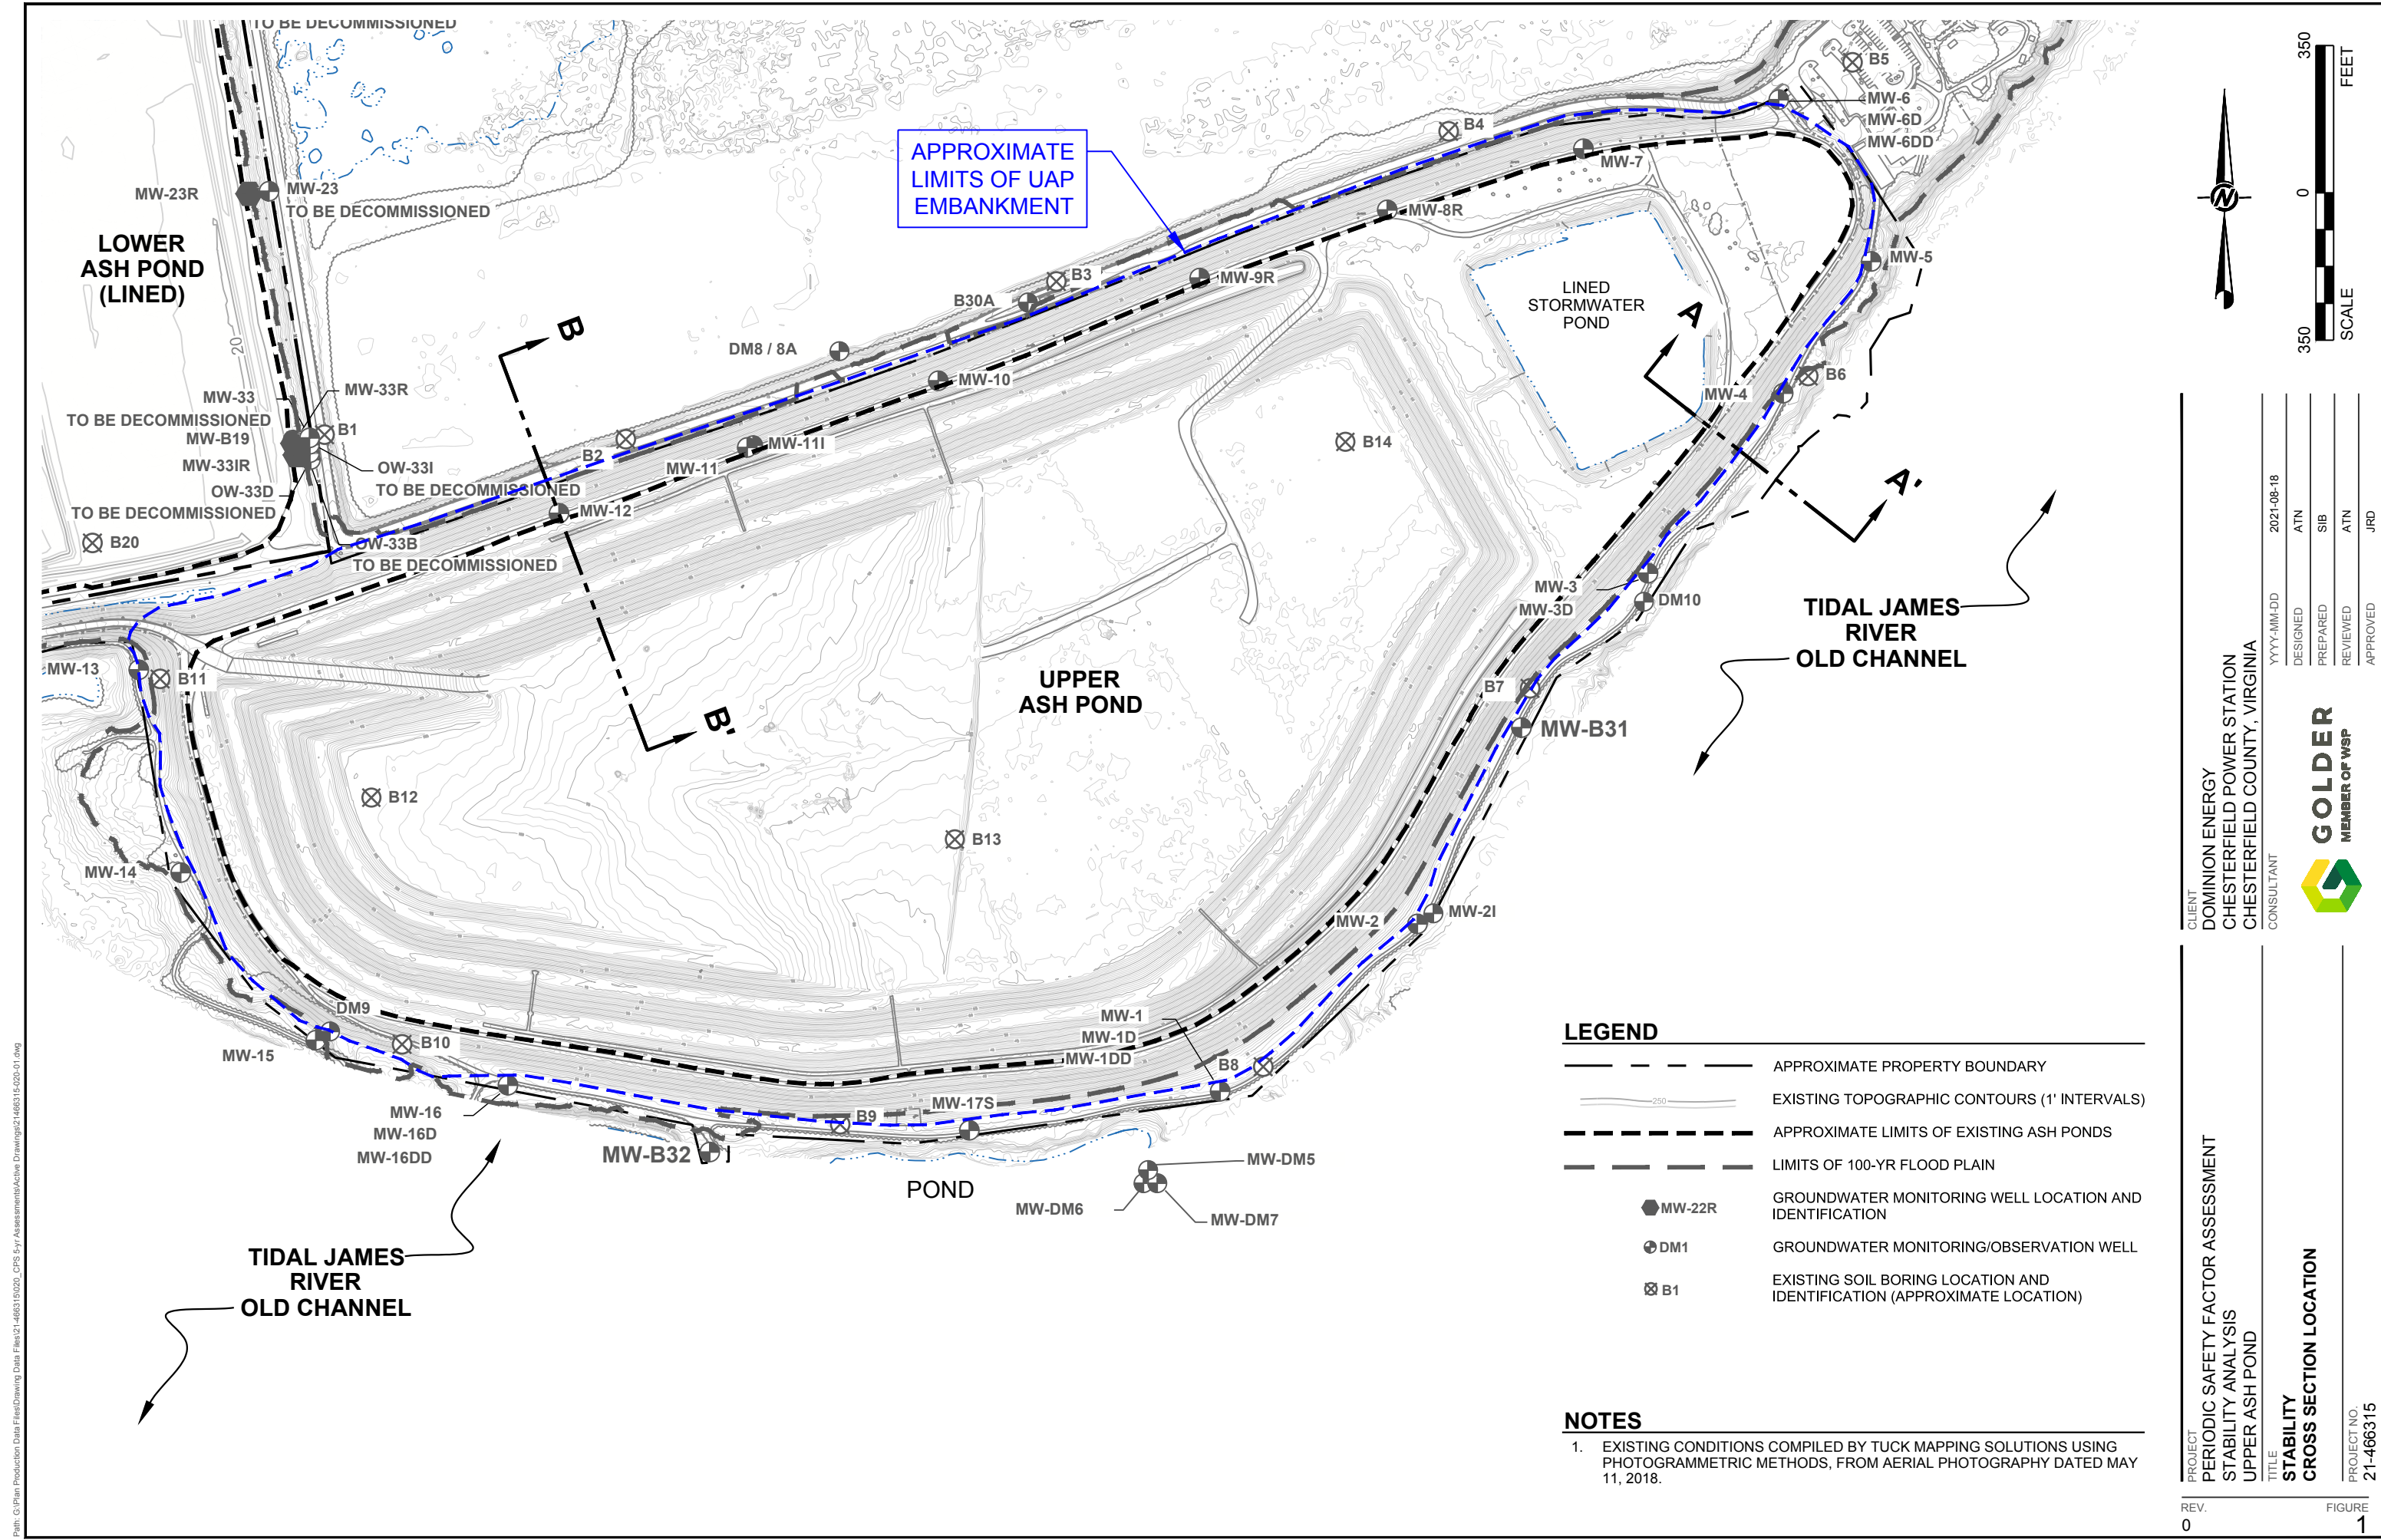 TO BE DECOMMISSIONED
TO BE DECOMMISSIONED
B5
MW-6
MW-6D
MW-6DD
B4
MW-7
APPROXIMATE
LIMITS OF UAP
EMBANKMENT
MW-23R
MW-23
TO BE DECOMMISSIONED
MW-8R
LOWER
ASH POND
(LINED)
MW-5
B3
MW-9R
B30A
LINED
STORMWATER
POND
A
B
20
DM8 / 8A
MW-10
B6
MW-4
MW-33
MW-33R
TO BE DECOMMISSIONED
MW-B19
B1
MW-33IR
OW-33I
TO BE DECOMMISSIONED
OW-33D
TO BE DECOMMISSIONED
B2
MW-11
MW-11I
B14
A'
MW-12
B20
OW-33B
TO BE DECOMMISSIONED
MW-3
MW-3D
DM10
TIDAL JAMES
RIVER
OLD CHANNEL
MW-13
B11
UPPER
ASH POND
B7
MW-B31
B'
B12
B13
MW-14
MW-2
MW-2I
DM9
MW-15
B10
MW-1
MW-1D
MW-1DD
B8
MW-16
MW-16D
MW-16DD
B9
MW-17S
MW-B32
POND
MW-DM5
MW-DM6
MW-DM7
TIDAL JAMES
RIVER
OLD CHANNEL
LEGEND
APPROXIMATE PROPERTY BOUNDARY
250
EXISTING TOPOGRAPHIC CONTOURS (1' INTERVALS)
APPROXIMATE LIMITS OF EXISTING ASH PONDS
LIMITS OF 100-YR FLOOD PLAIN
MW-22R
GROUNDWATER MONITORING WELL LOCATION AND
IDENTIFICATION
DM1
GROUNDWATER MONITORING/OBSERVATION WELL
B1
EXISTING SOIL BORING LOCATION AND
IDENTIFICATION (APPROXIMATE LOCATION)
NOTES
1. EXISTING CONDITIONS COMPILED BY TUCK MAPPING SOLUTIONS USING
PHOTOGRAMMETRIC METHODS, FROM AERIAL PHOTOGRAPHY DATED MAY
11, 2018.
N
350
0
350
SCALE
FEET
CLIENT
DOMINION ENERGY
CHESTERFIELD POWER STATION
CHESTERFIELD COUNTY, VIRGINIA
CONSULTANT
GOLDER
MEMBER OF WSP
YYYY-MM-DD 2021-08-18
DESIGNED ATN
PREPARED SIB
REVIEWED ATN
APPROVED JRD
PROJECT
PERIODIC SAFETY FACTOR ASSESSMENT
STABILITY ANALYSIS
UPPER ASH POND
TITLE
STABILITY
CROSS SECTION LOCATION
PROJECT NO.
21-466315
REV.
0
FIGURE
1